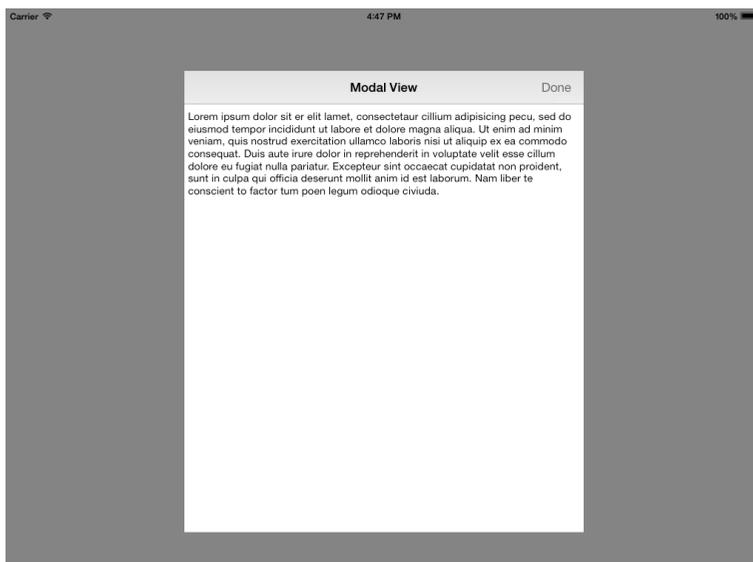 Carrier 4:47 PM 100%
Modal View Done
Lorem ipsum dolor sit er elit lamet, consectetaur cillium adipisicing pecu, sed do
eiusmod tempor incididunt ut labore et dolore magna aliqua. Ut enim ad minim
veniam, quis nostrud exercitation ullamco laboris nisi ut aliquip ex ea commodo
consequat. Duis aute irure dolor in reprehenderit in voluptate velit esse cillum
dolore eu fugiat nulla pariatur. Excepteur sint occaecat cupidatat non proident,
sunt in culpa qui officia deserunt mollit anim id est laborum. Nam liber te
conscient to factor tum poen legum odioque civiuda.